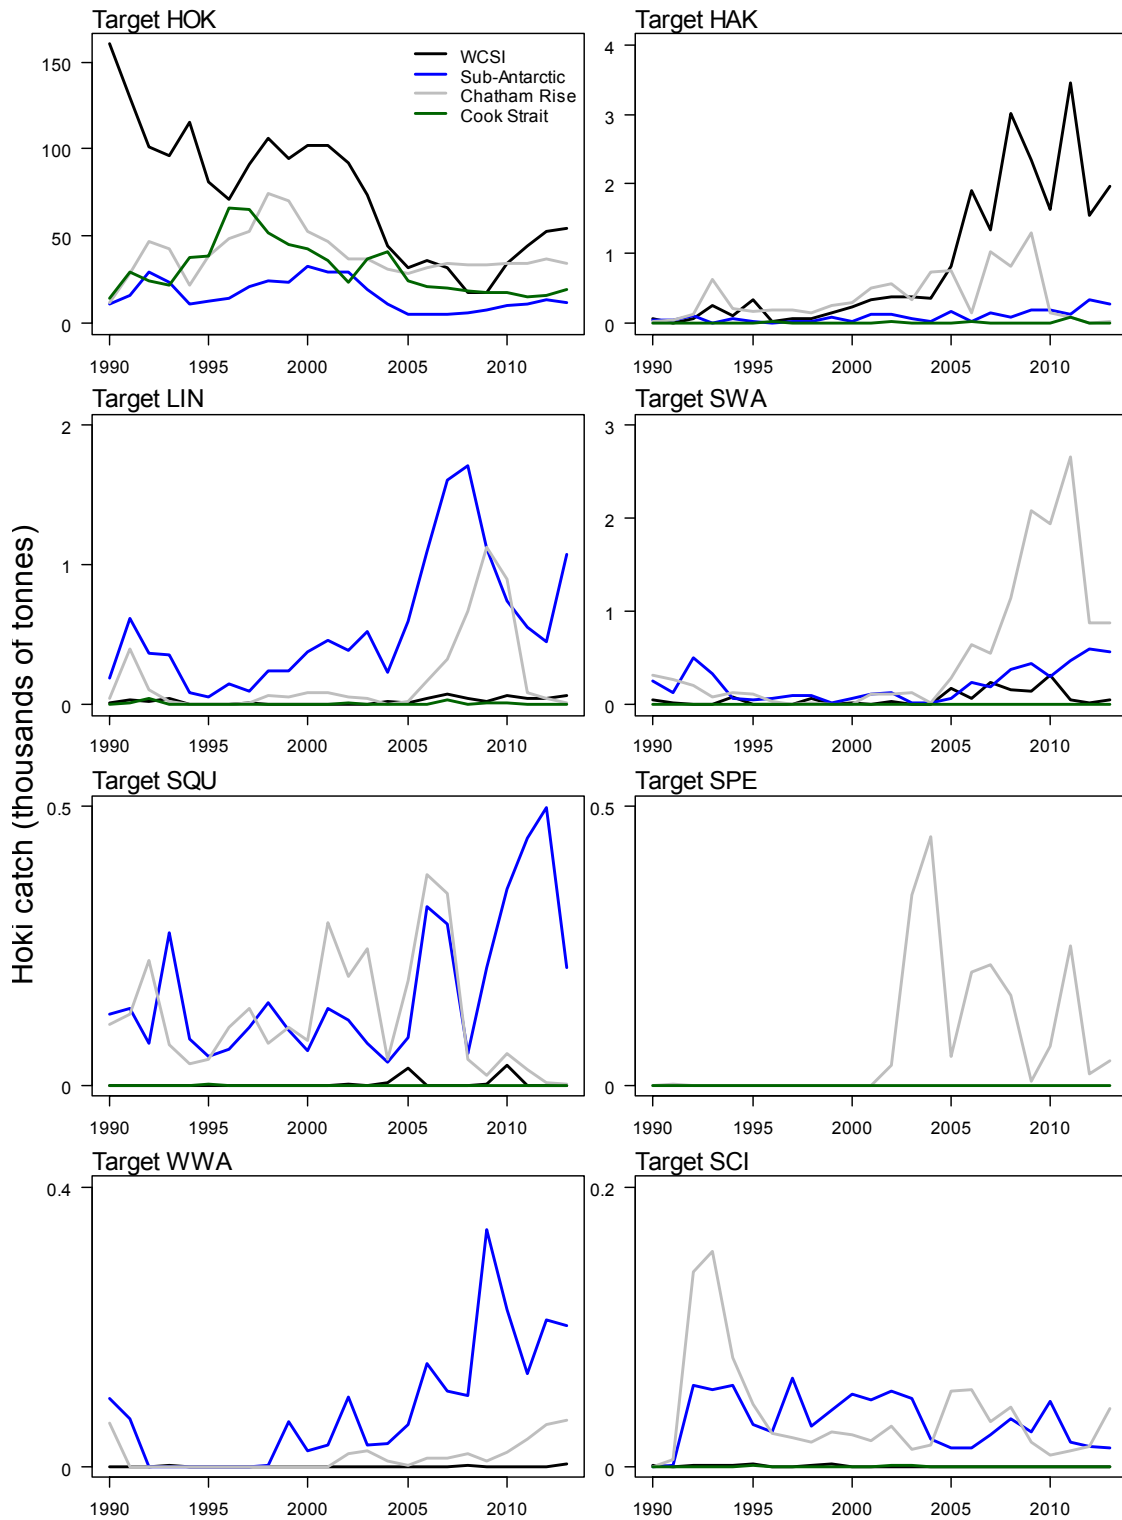 Target HOK
Target HAK
150
100
50
0
WCSI
Sub-Antarctic
Chatham Rise
Cook Strait
4
3
2
1
0
1990 1995 2000 2005 2010
1990 1995 2000 2005 2010
Target LIN
Target SWA
2
1
0
3
2
1
0
1990 1995 2000 2005 2010
1990 1995 2000 2005 2010
Hoki catch (thousands of tonnes)
Target SQU
Target SPE
0.5
0
0.5
0
1990 1995 2000 2005 2010
1990 1995 2000 2005 2010
Target WWA
Target SCI
0.4
0
0.2
0
1990 1995 2000 2005 2010
1990 1995 2000 2005 2010